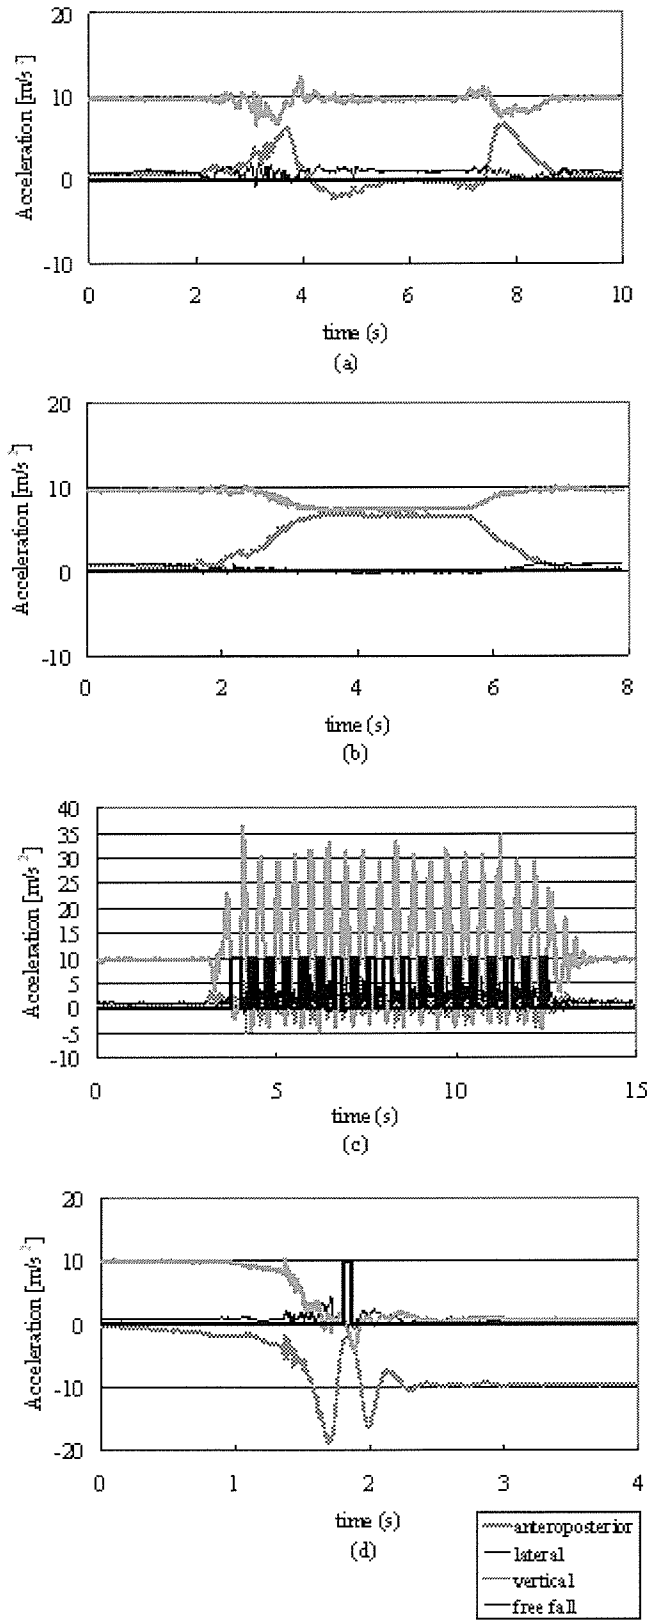 20
10
0
-10
Acceleration [m/s²]
0 2 4 6 8 10
time (s)
(a)
20
10
0
-10
Acceleration [m/s²]
0 2 4 6 8
time (s)
(b)
40
35
30
25
20
15
10
5
0
-5
-10
Acceleration [m/s²]
0 5 10 15
time (s)
(c)
20
10
0
-10
-20
Acceleration [m/s²]
0 1 2 3 4
time (s)
(d)
anteroposterior
lateral
vertical
free fall